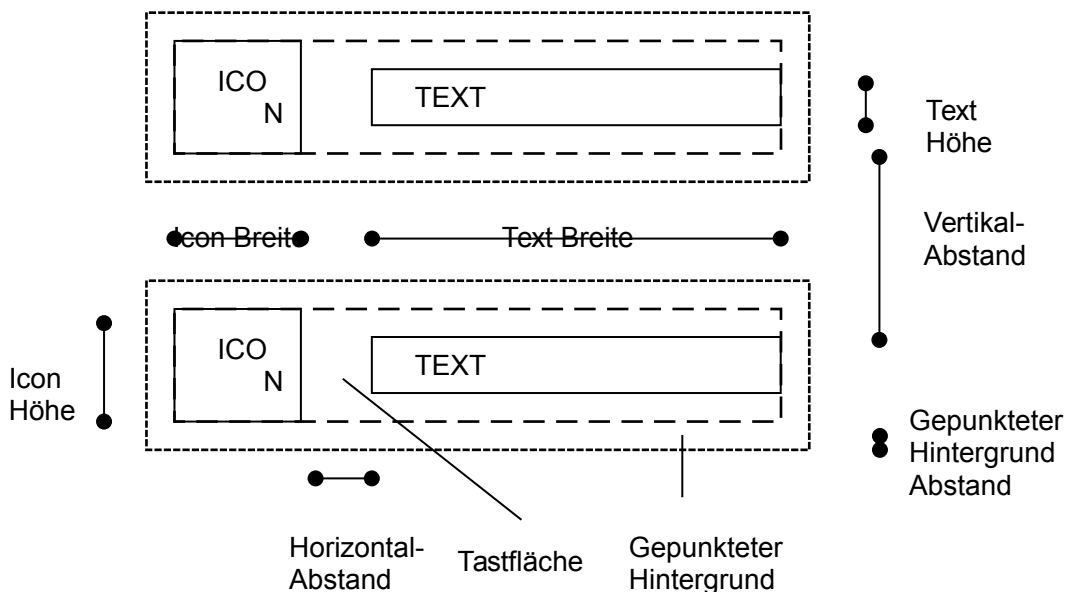 ICO
N
TEXT
Text
Höhe
Icon Breite
Text Breite
Vertikal-
Abstand
ICO
N
TEXT
Icon
Höhe
Gepunkteter
Hintergrund
Abstand
Horizontal-
Abstand
Tastfläche
Gepunkteter
Hintergrund